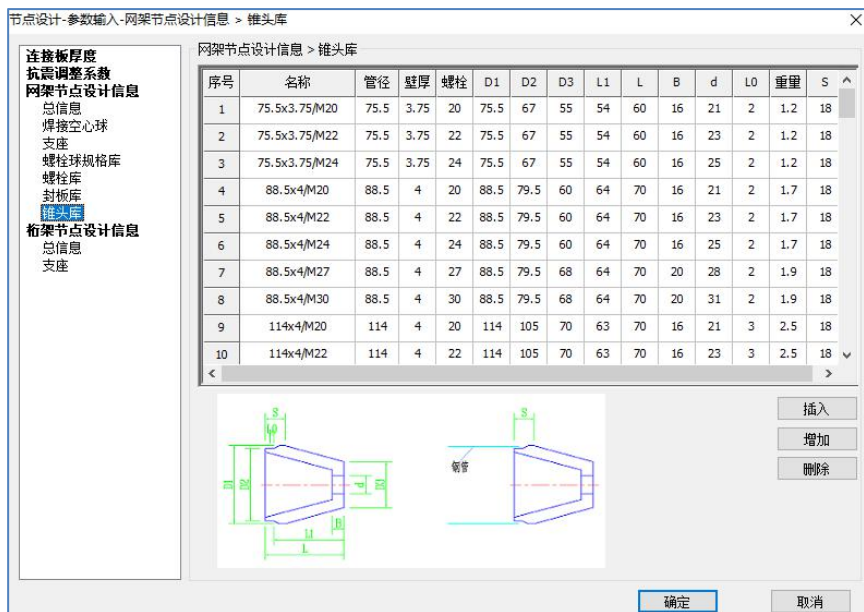 节点设计-参数输入-网架节点设计信息 > 锥头库
连接板厚度
抗震调整系数
网架节点设计信息
总信息
焊接空心球
支座
螺栓球规格库
螺栓库
封板库
锥头库
桁架节点设计信息
总信息
支座
网架节点设计信息 > 锥头库
序号 名称 管径 壁厚 螺栓 D1 D2 D3 L1 L B d L0 重量 S
1 75.5x3.75/M20 75.5 3.75 20 75.5 67 55 54 60 16 21 2 1.2 18
2 75.5x3.75/M22 75.5 3.75 22 75.5 67 55 54 60 16 23 2 1.2 18
3 75.5x3.75/M24 75.5 3.75 24 75.5 67 55 54 60 16 25 2 1.2 18
4 88.5x4/M20 88.5 4 20 88.5 79.5 60 64 70 16 21 2 1.7 18
5 88.5x4/M22 88.5 4 22 88.5 79.5 60 64 70 16 23 2 1.7 18
6 88.5x4/M24 88.5 4 24 88.5 79.5 60 64 70 16 25 2 1.7 18
7 88.5x4/M27 88.5 4 27 88.5 79.5 68 64 70 20 28 2 1.9 18
8 88.5x4/M30 88.5 4 30 88.5 79.5 68 64 70 20 31 2 1.9 18
9 114x4/M20 114 4 20 114 105 70 63 70 16 21 3 2.5 18
10 114x4/M22 114 4 22 114 105 70 63 70 16 23 3 2.5 18
S
L0
D1
D2
d
D3
B
L1
L
S
钢管
插入
增加
删除
确定
取消